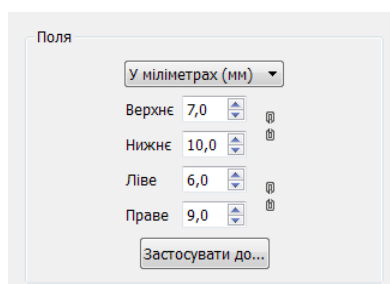 Поля
У міліметрах (мм)
Верхнє 7,0
Нижнє 10,0
Ліве 6,0
Праве 9,0
Застосувати до...